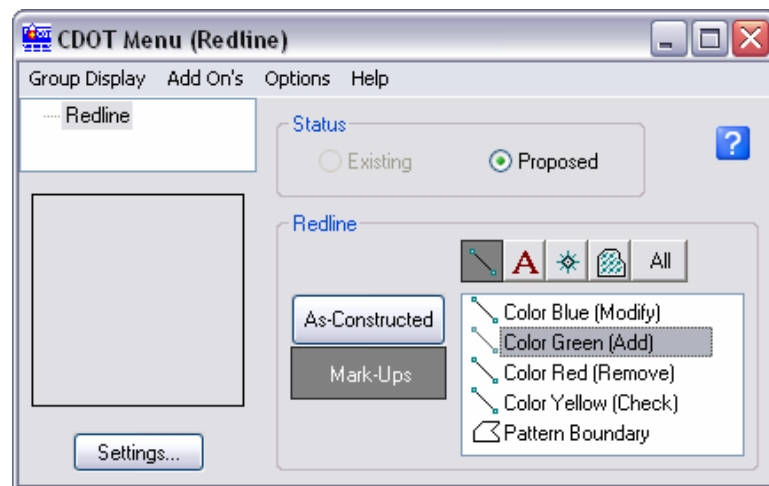 CDOT Menu (Redline)
Group Display Add On's Options Help
Redline
Status
Existing Proposed
?
Redline
A All
As-Constructed
Mark-Ups
Color Blue (Modify)
Color Green (Add)
Color Red (Remove)
Color Yellow (Check)
Pattern Boundary
Settings...